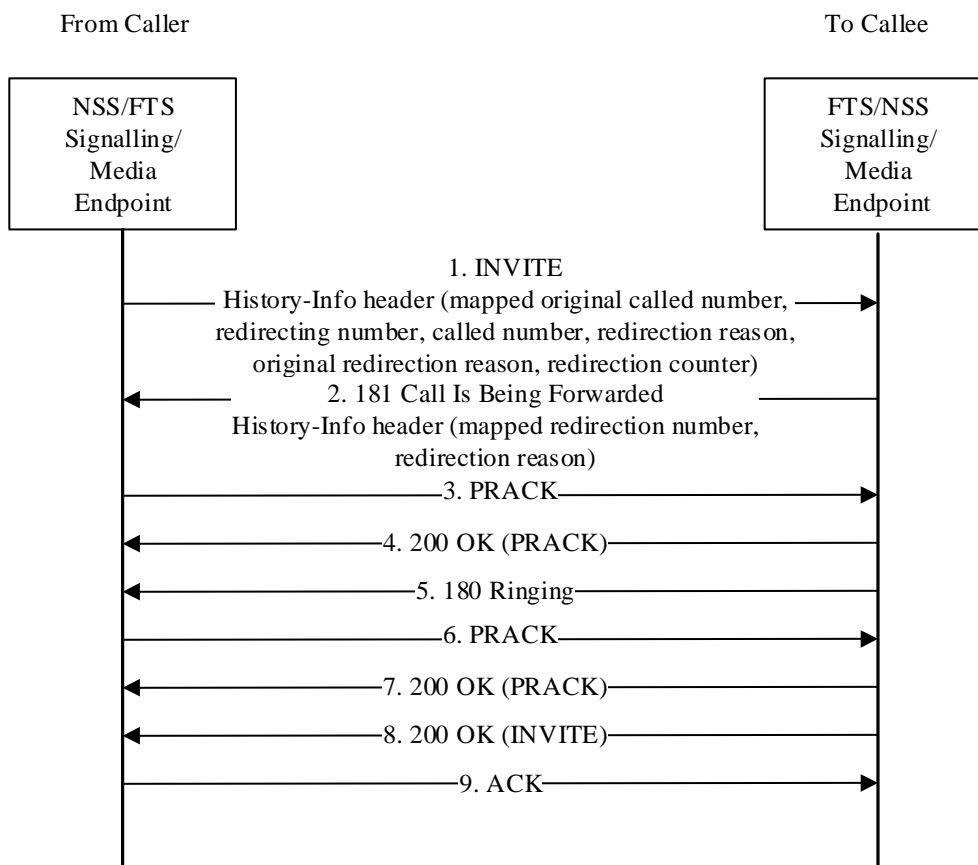 From Caller
To Callee
NSS/FTS
Signalling/
Media
Endpoint
FTS/NSS
Signalling/
Media
Endpoint
1. INVITE
History-Info header (mapped original called number,
redirecting number, called number, redirection reason,
original redirection reason, redirection counter)
2. 181 Call Is Being Forwarded
History-Info header (mapped redirection number,
redirection reason)
3. PRACK
4. 200 OK (PRACK)
5. 180 Ringing
6. PRACK
7. 200 OK (PRACK)
8. 200 OK (INVITE)
9. ACK